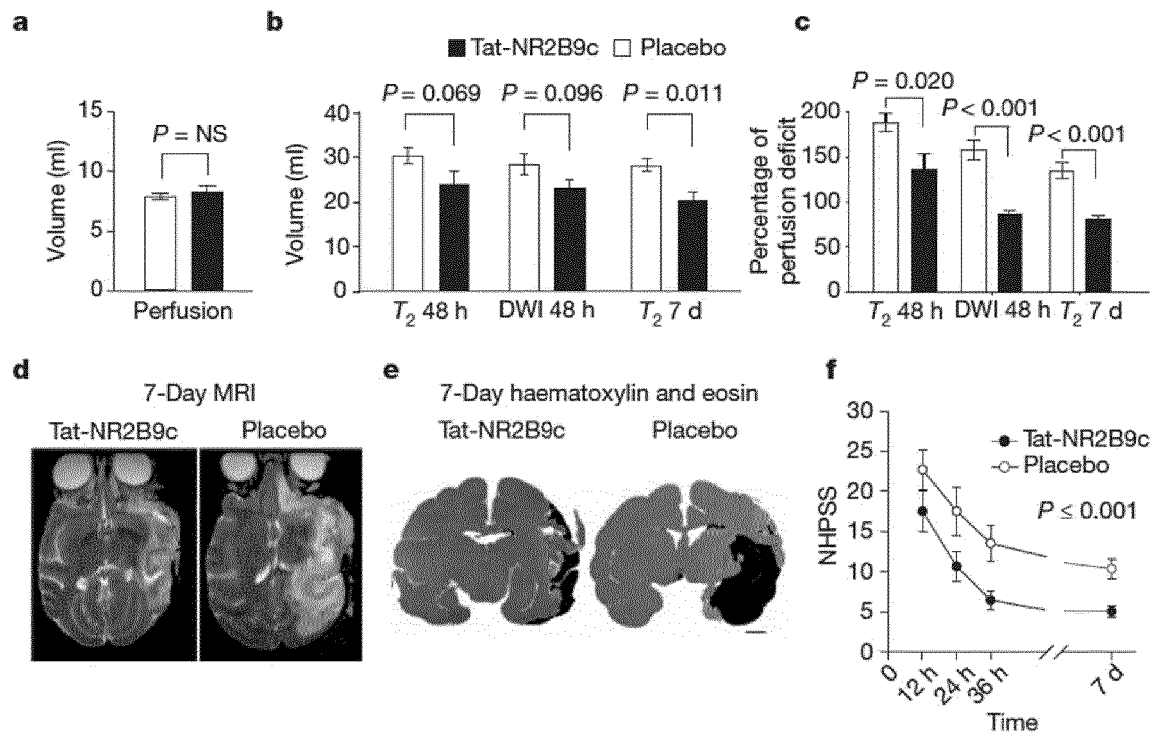 a
b
c
Tat-NR2B9c Placebo
P = NS
Volume (ml)
15
10
5
0
Perfusion
P = 0.069 P = 0.096 P = 0.011
Volume (ml)
40
30
20
10
0
T2 48 h DWI 48 h T2 7 d
P = 0.020
P < 0.001
P < 0.001
Percentage of
perfusion deficit
200
150
100
50
0
T2 48 h DWI 48 h T2 7 d
d
7-Day MRI
Tat-NR2B9c Placebo
e
7-Day haematoxylin and eosin
Tat-NR2B9c Placebo
f
NHPSS
30
25
20
15
10
5
0
Tat-NR2B9c
Placebo
P ≤ 0.001
0 12 h 24 h 36 h 7 d
Time